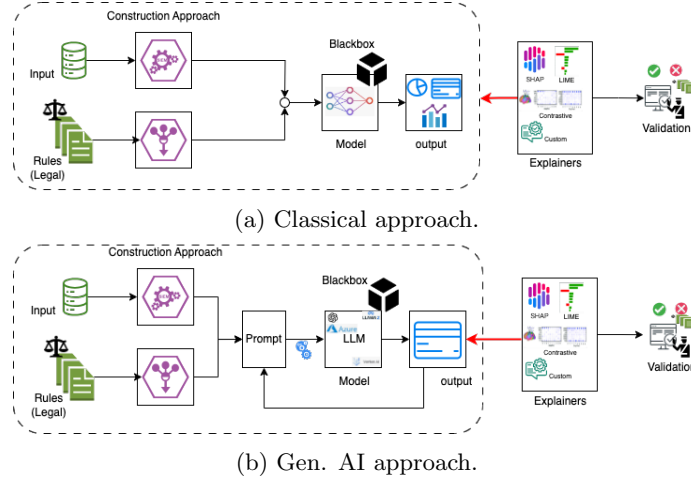 Construction Approach
Blackbox
Input
Rules
(Legal)
Model
output
SHAP
LIME
Contrastive
Custom
Explainers
Validation
(a) Classical approach.
Construction Approach
Blackbox
Input
Rules
(Legal)
Prompt
Azure
LLM
Model
output
SHAP
LIME
Contrastive
Custom
Explainers
Validation
(b) Gen. AI approach.